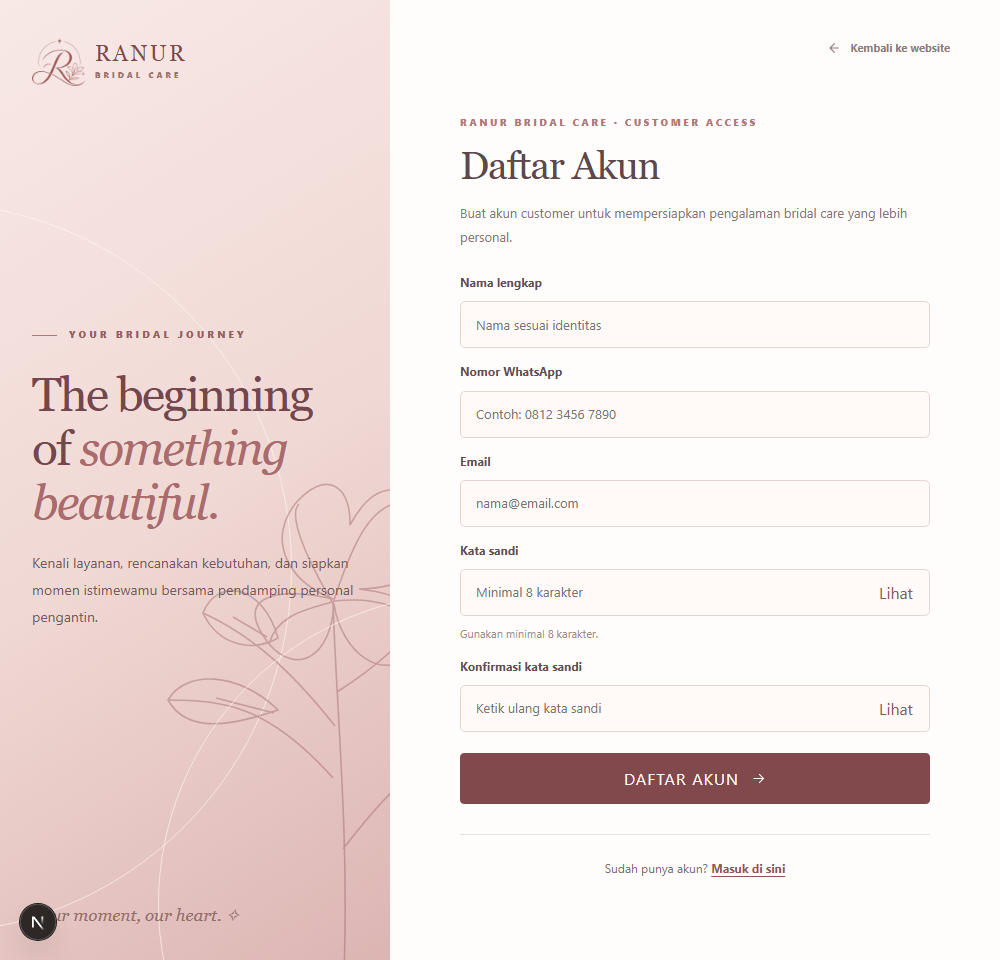 RANUR
BRIDAL CARE
YOUR BRIDAL JOURNEY
The beginning
of something
beautiful.
Kenali layanan, rencanakan kebutuhan, dan siapkan
momen istimewamu bersama pendamping personal
pengantin.
ur moment, our heart. ✧
N
← Kembali ke website
RANUR BRIDAL CARE · CUSTOMER ACCESS
Daftar Akun
Buat akun customer untuk mempersiapkan pengalaman bridal care yang lebih
personal.
Nama lengkap
Nama sesuai identitas
Nomor WhatsApp
Contoh: 0812 3456 7890
Email
nama@email.com
Kata sandi
Minimal 8 karakter Lihat
Gunakan minimal 8 karakter.
Konfirmasi kata sandi
Ketik ulang kata sandi Lihat
DAFTAR AKUN →
Sudah punya akun? Masuk di sini